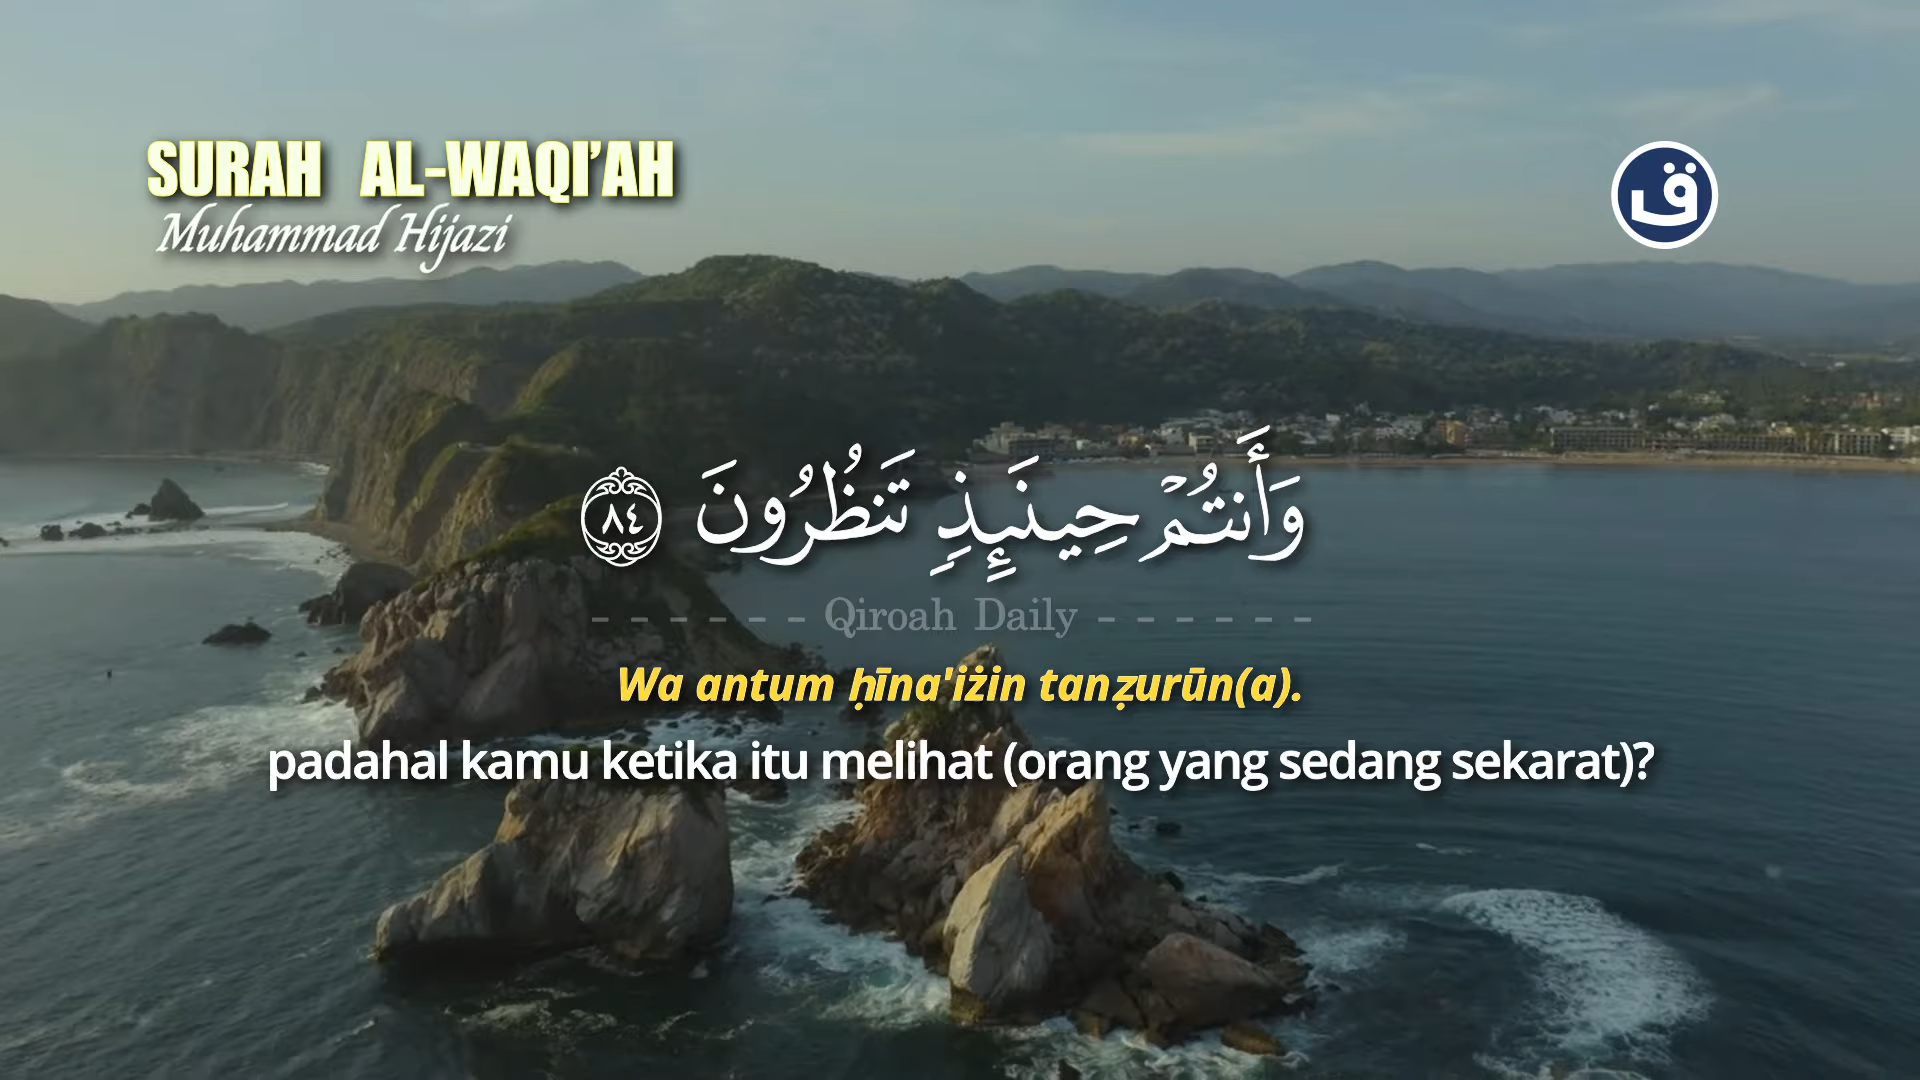 SURAH AL-WAQI’AH
Muhammad Hijazi
ق
وَأَنتُمْ حِينَئِذٍ تَنظُرُونَ ٨٤
- - - - - - Qiroah Daily - - - - - -
Wa antum ḥīna'iżin tanẓurūn(a).
padahal kamu ketika itu melihat (orang yang sedang sekarat)?